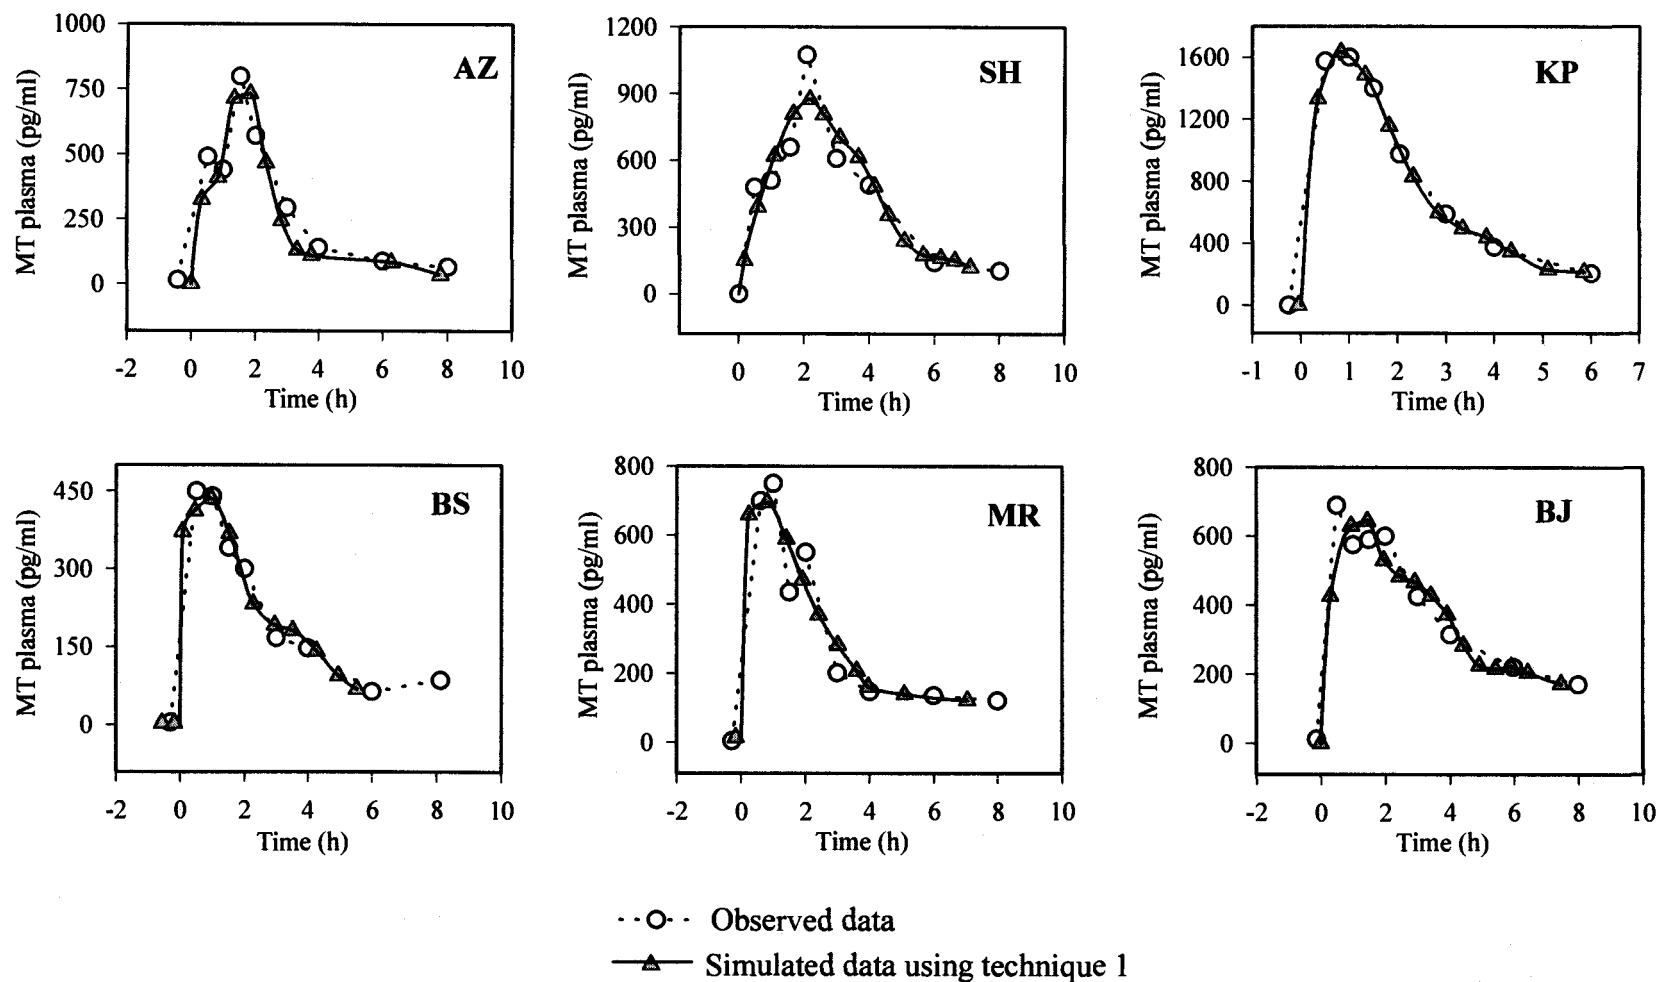 1000
750
500
250
0
MT plasma (pg/ml)
AZ
-2 0 2 4 6 8 10
Time (h)
1200
900
600
300
0
MT plasma (pg/ml)
SH
0 2 4 6 8 10
Time (h)
1600
1200
800
400
0
MT plasma (pg/ml)
KP
-1 0 1 2 3 4 5 6 7
Time (h)
450
300
150
0
MT plasma (pg/ml)
BS
-2 0 2 4 6 8 10
Time (h)
800
600
400
200
0
MT plasma (pg/ml)
MR
-2 0 2 4 6 8 10
Time (h)
800
600
400
200
0
MT plasma (pg/ml)
BJ
-2 0 2 4 6 8 10
Time (h)
Observed data
Simulated data using technique 1